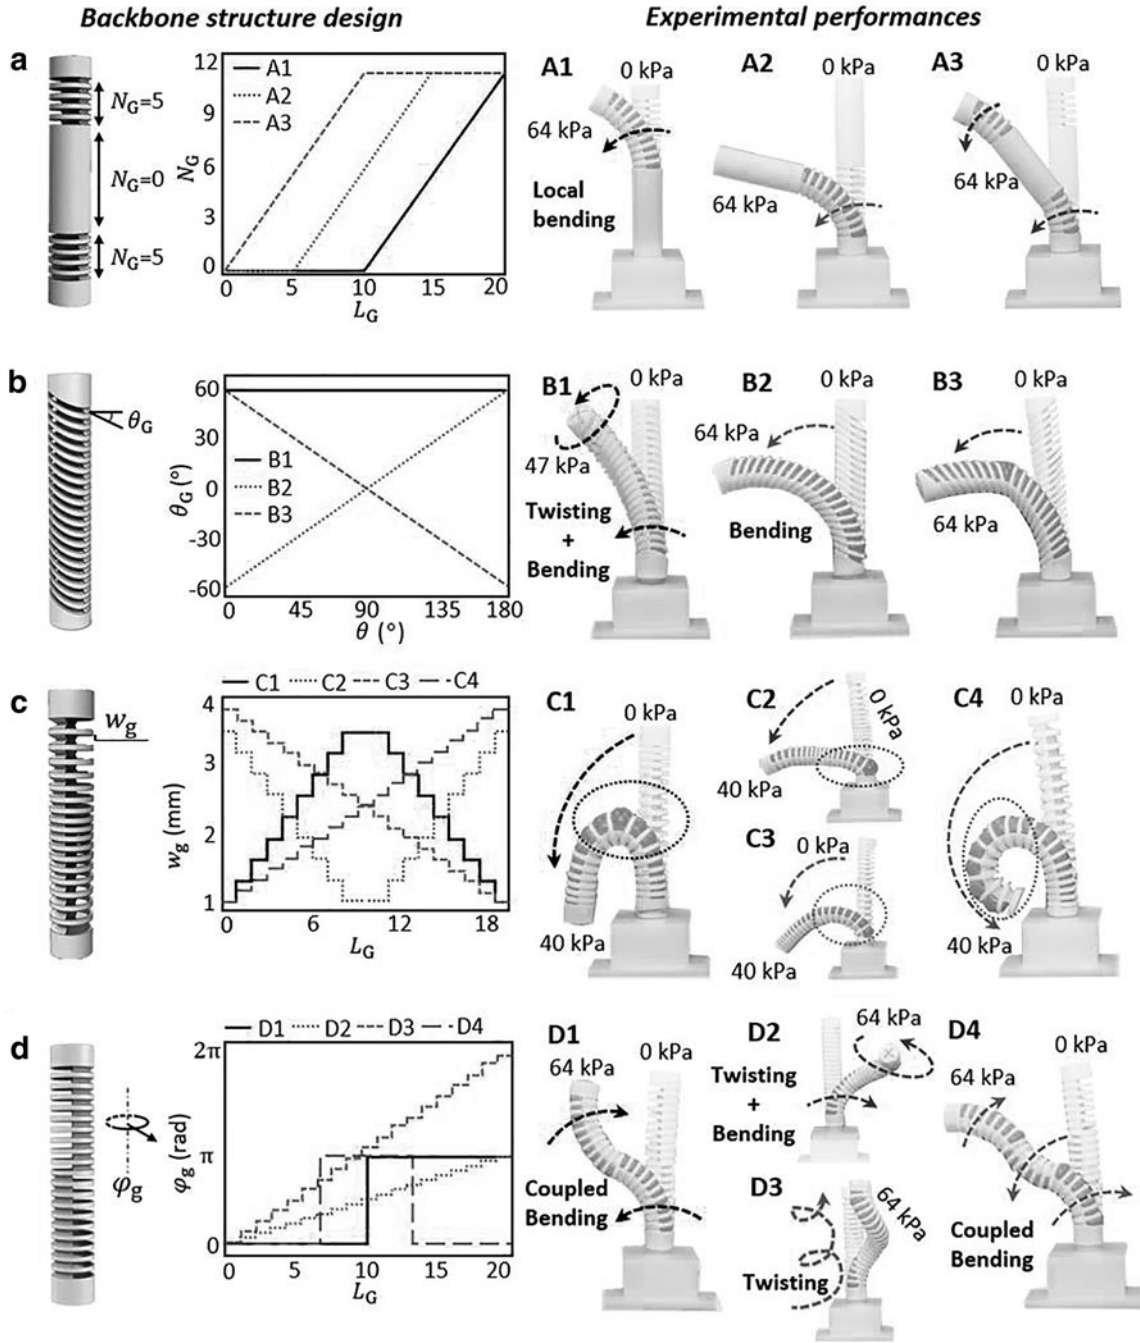 Backbone structure design
Experimental performances
a
N_G=5
N_G=0
N_G=5
12
9
6
3
0
N_G
A1
A2
A3
0 5 10 15 20
L_G
A1
0 kPa
64 kPa
Local
bending
A2
0 kPa
64 kPa
A3
0 kPa
64 kPa
b
θ_G
60
30
0
-30
-60
θ_G (°)
B1
B2
B3
0 45 90 135 180
θ (°)
B1
0 kPa
47 kPa
Twisting
+
Bending
B2
0 kPa
64 kPa
Bending
B3
0 kPa
64 kPa
c
w_g
C1 C2 C3 C4
4
3
2
1
w_g (mm)
0 6 12 18
L_G
C1
0 kPa
40 kPa
C2
0 kPa
40 kPa
C3
0 kPa
40 kPa
C4
0 kPa
40 kPa
d
φ_g
D1 D2 D3 D4
2π
π
0
φ_g (rad)
0 5 10 15 20
L_G
D1
64 kPa
0 kPa
Coupled
Bending
D2
64 kPa
Twisting
+
Bending
D3
64 kPa
Twisting
D4
0 kPa
64 kPa
Coupled
Bending